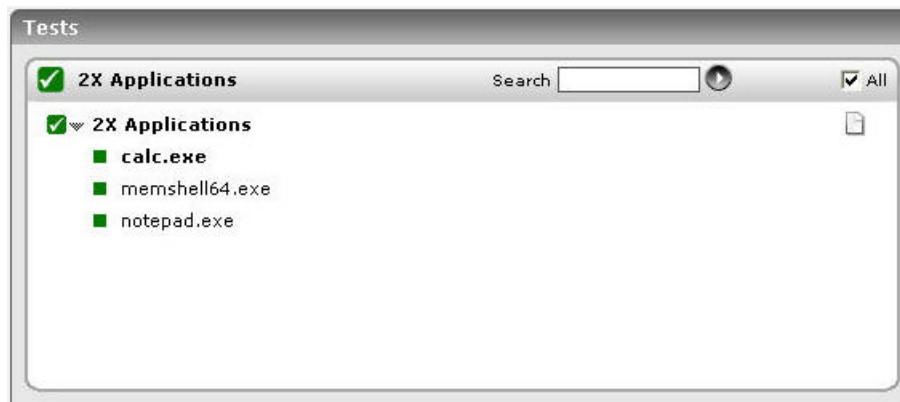 Tests
2X Applications Search All
2X Applications
calc.exe
memshell64.exe
notepad.exe